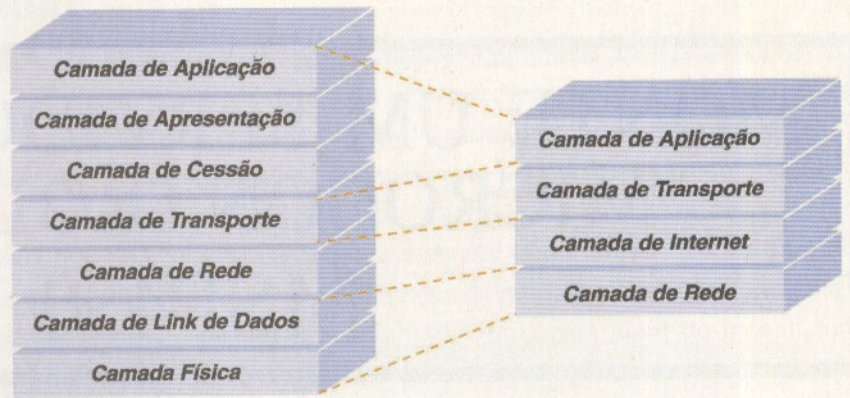 Camada de Aplicação
Camada de Apresentação
Camada de Cessão
Camada de Transporte
Camada de Rede
Camada de Link de Dados
Camada Física
Camada de Aplicação
Camada de Transporte
Camada de Internet
Camada de Rede